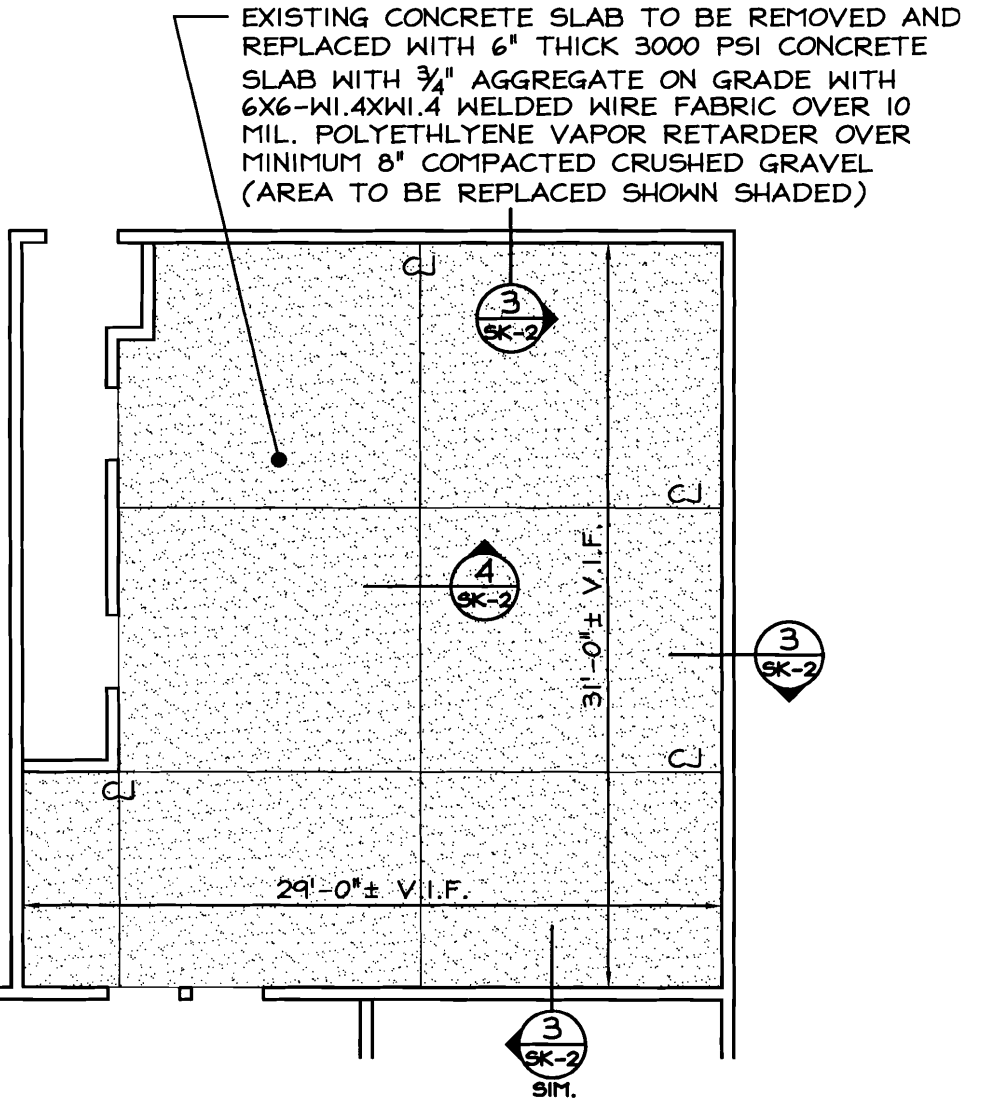 EXISTING CONCRETE SLAB TO BE REMOVED AND
REPLACED WITH 6" THICK 3000 PSI CONCRETE
SLAB WITH ¾" AGGREGATE ON GRADE WITH
6X6-W1.4XW1.4 WELDED WIRE FABRIC OVER 10
MIL. POLYETHLYENE VAPOR RETARDER OVER
MINIMUM 8" COMPACTED CRUSHED GRAVEL
(AREA TO BE REPLACED SHOWN SHADED)
CJ
3
SK-2
CJ
31'-0"± V.I.F.
4
SK-2
3
SK-2
CJ
CJ
29'-0"± V.I.F.
3
SK-2
SIM.